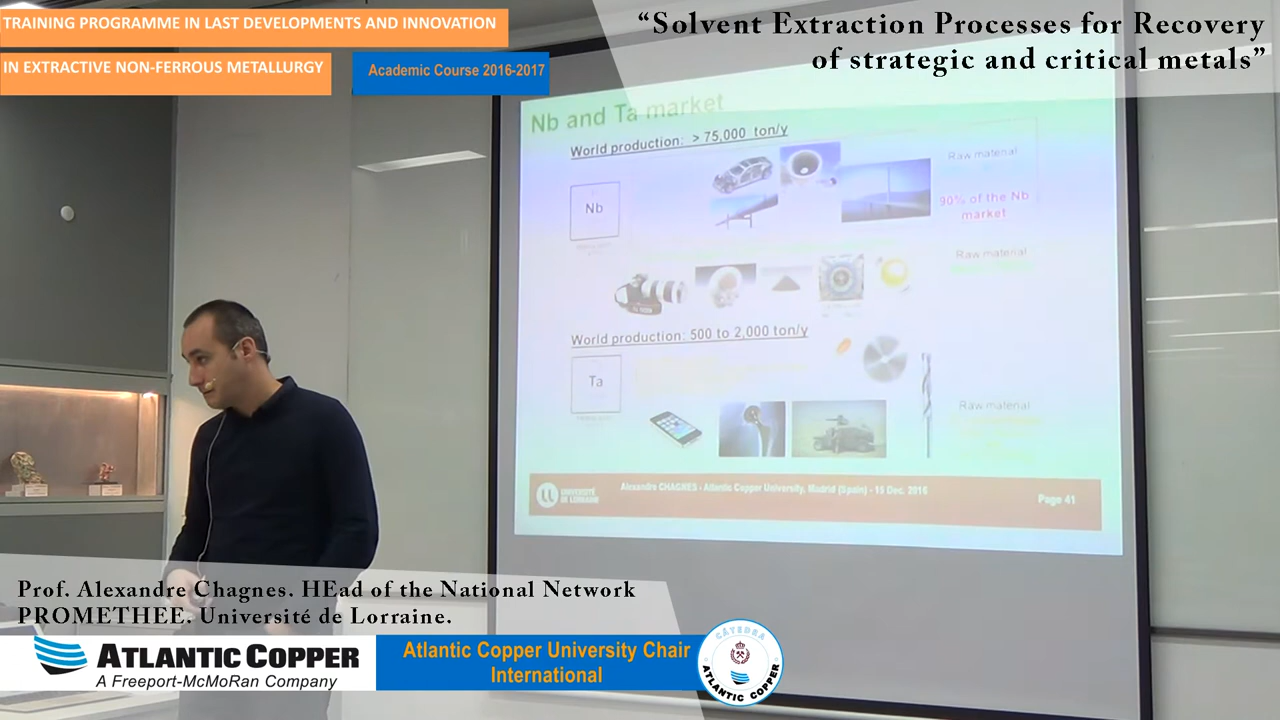 TRAINING PROGRAMME IN LAST DEVELOPMENTS AND INNOVATION
IN EXTRACTIVE NON-FERROUS METALLURGY
Academic Course 2016-2017
“Solvent Extraction Processes for Recovery
of strategic and critical metals”
Nb and Ta market
World production: > 75,000 ton/y
Raw material
Nb
90% of the Nb
market
Raw material
World production: 500 to 2,000 ton/y
Ta
Raw material
UNIVERSITÉ
DE LORRAINE
Alexandre CHAGNES - Atlantic Copper University, Madrid (Spain) - 19 Dec. 2016
Page 41
Prof. Alexandre Chagnes. HEad of the National Network
PROMETHEE. Université de Lorraine.
ATLANTIC COPPER
A Freeport-McMoRan Company
Atlantic Copper University Chair
International
CÁTEDRA
ATLANTIC COPPER